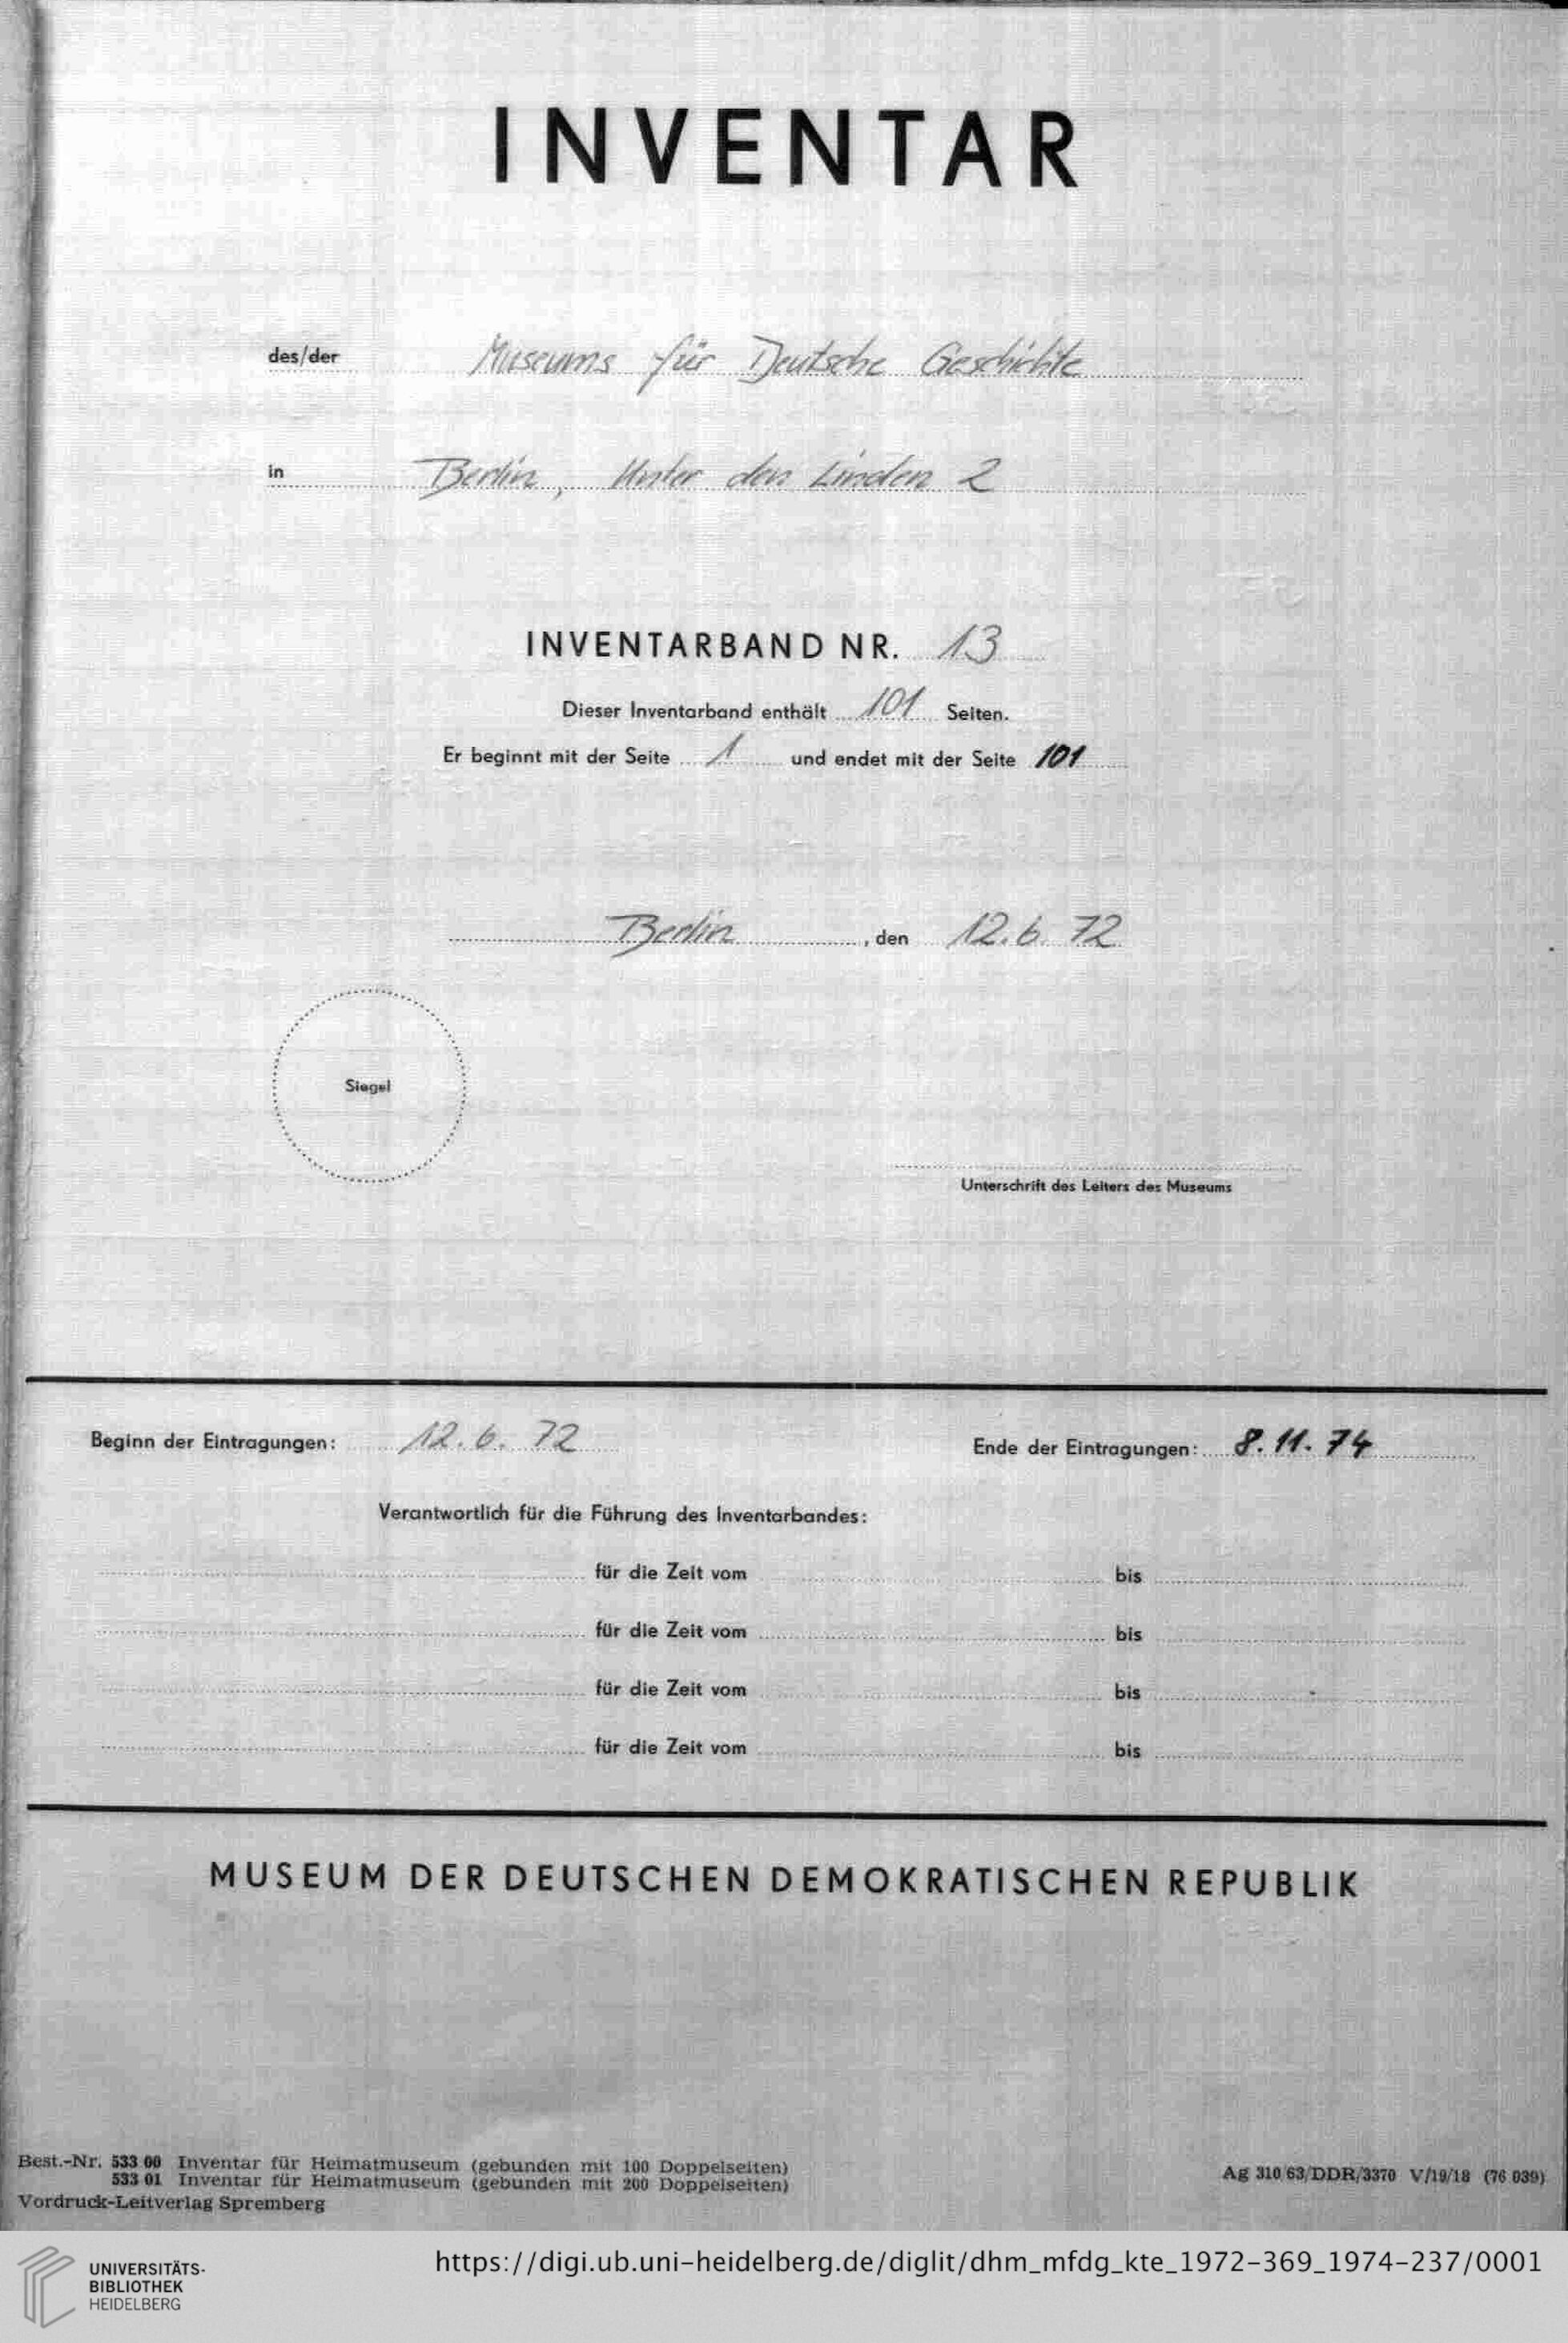 INVENTAR
des/der Museums für Deutsche Geschichte
in Berlin, Unter den Linden 2
INVENTARBAND NR. 13
Dieser Inventarband enthält 101 Seiten.
Er beginnt mit der Seite 1 und endet mit der Seite 101
Berlin, den 12.6.72
Siegel
Unterschrift des Leiters des Museums
Beginn der Eintragungen: 12.6.72 Ende der Eintragungen: 8.11.74
Verantwortlich für die Führung des Inventarbandes:
für die Zeit vom bis
für die Zeit vom bis
für die Zeit vom bis
für die Zeit vom bis
MUSEUM DER DEUTSCHEN DEMOKRATISCHEN REPUBLIK
Best.-Nr. 533 00 Inventar für Heimatmuseum (gebunden mit 100 Doppelseiten)
533 01 Inventar für Heimatmuseum (gebunden mit 200 Doppelseiten)
Vordruck-Leitverlag Spremberg
Ag 310/63/DDR/3370 V/19/18 (76 039)
UNIVERSITÄTS-
BIBLIOTHEK
HEIDELBERG
https://digi.ub.uni-heidelberg.de/diglit/dhm_mfdg_kte_1972-369_1974-237/0001